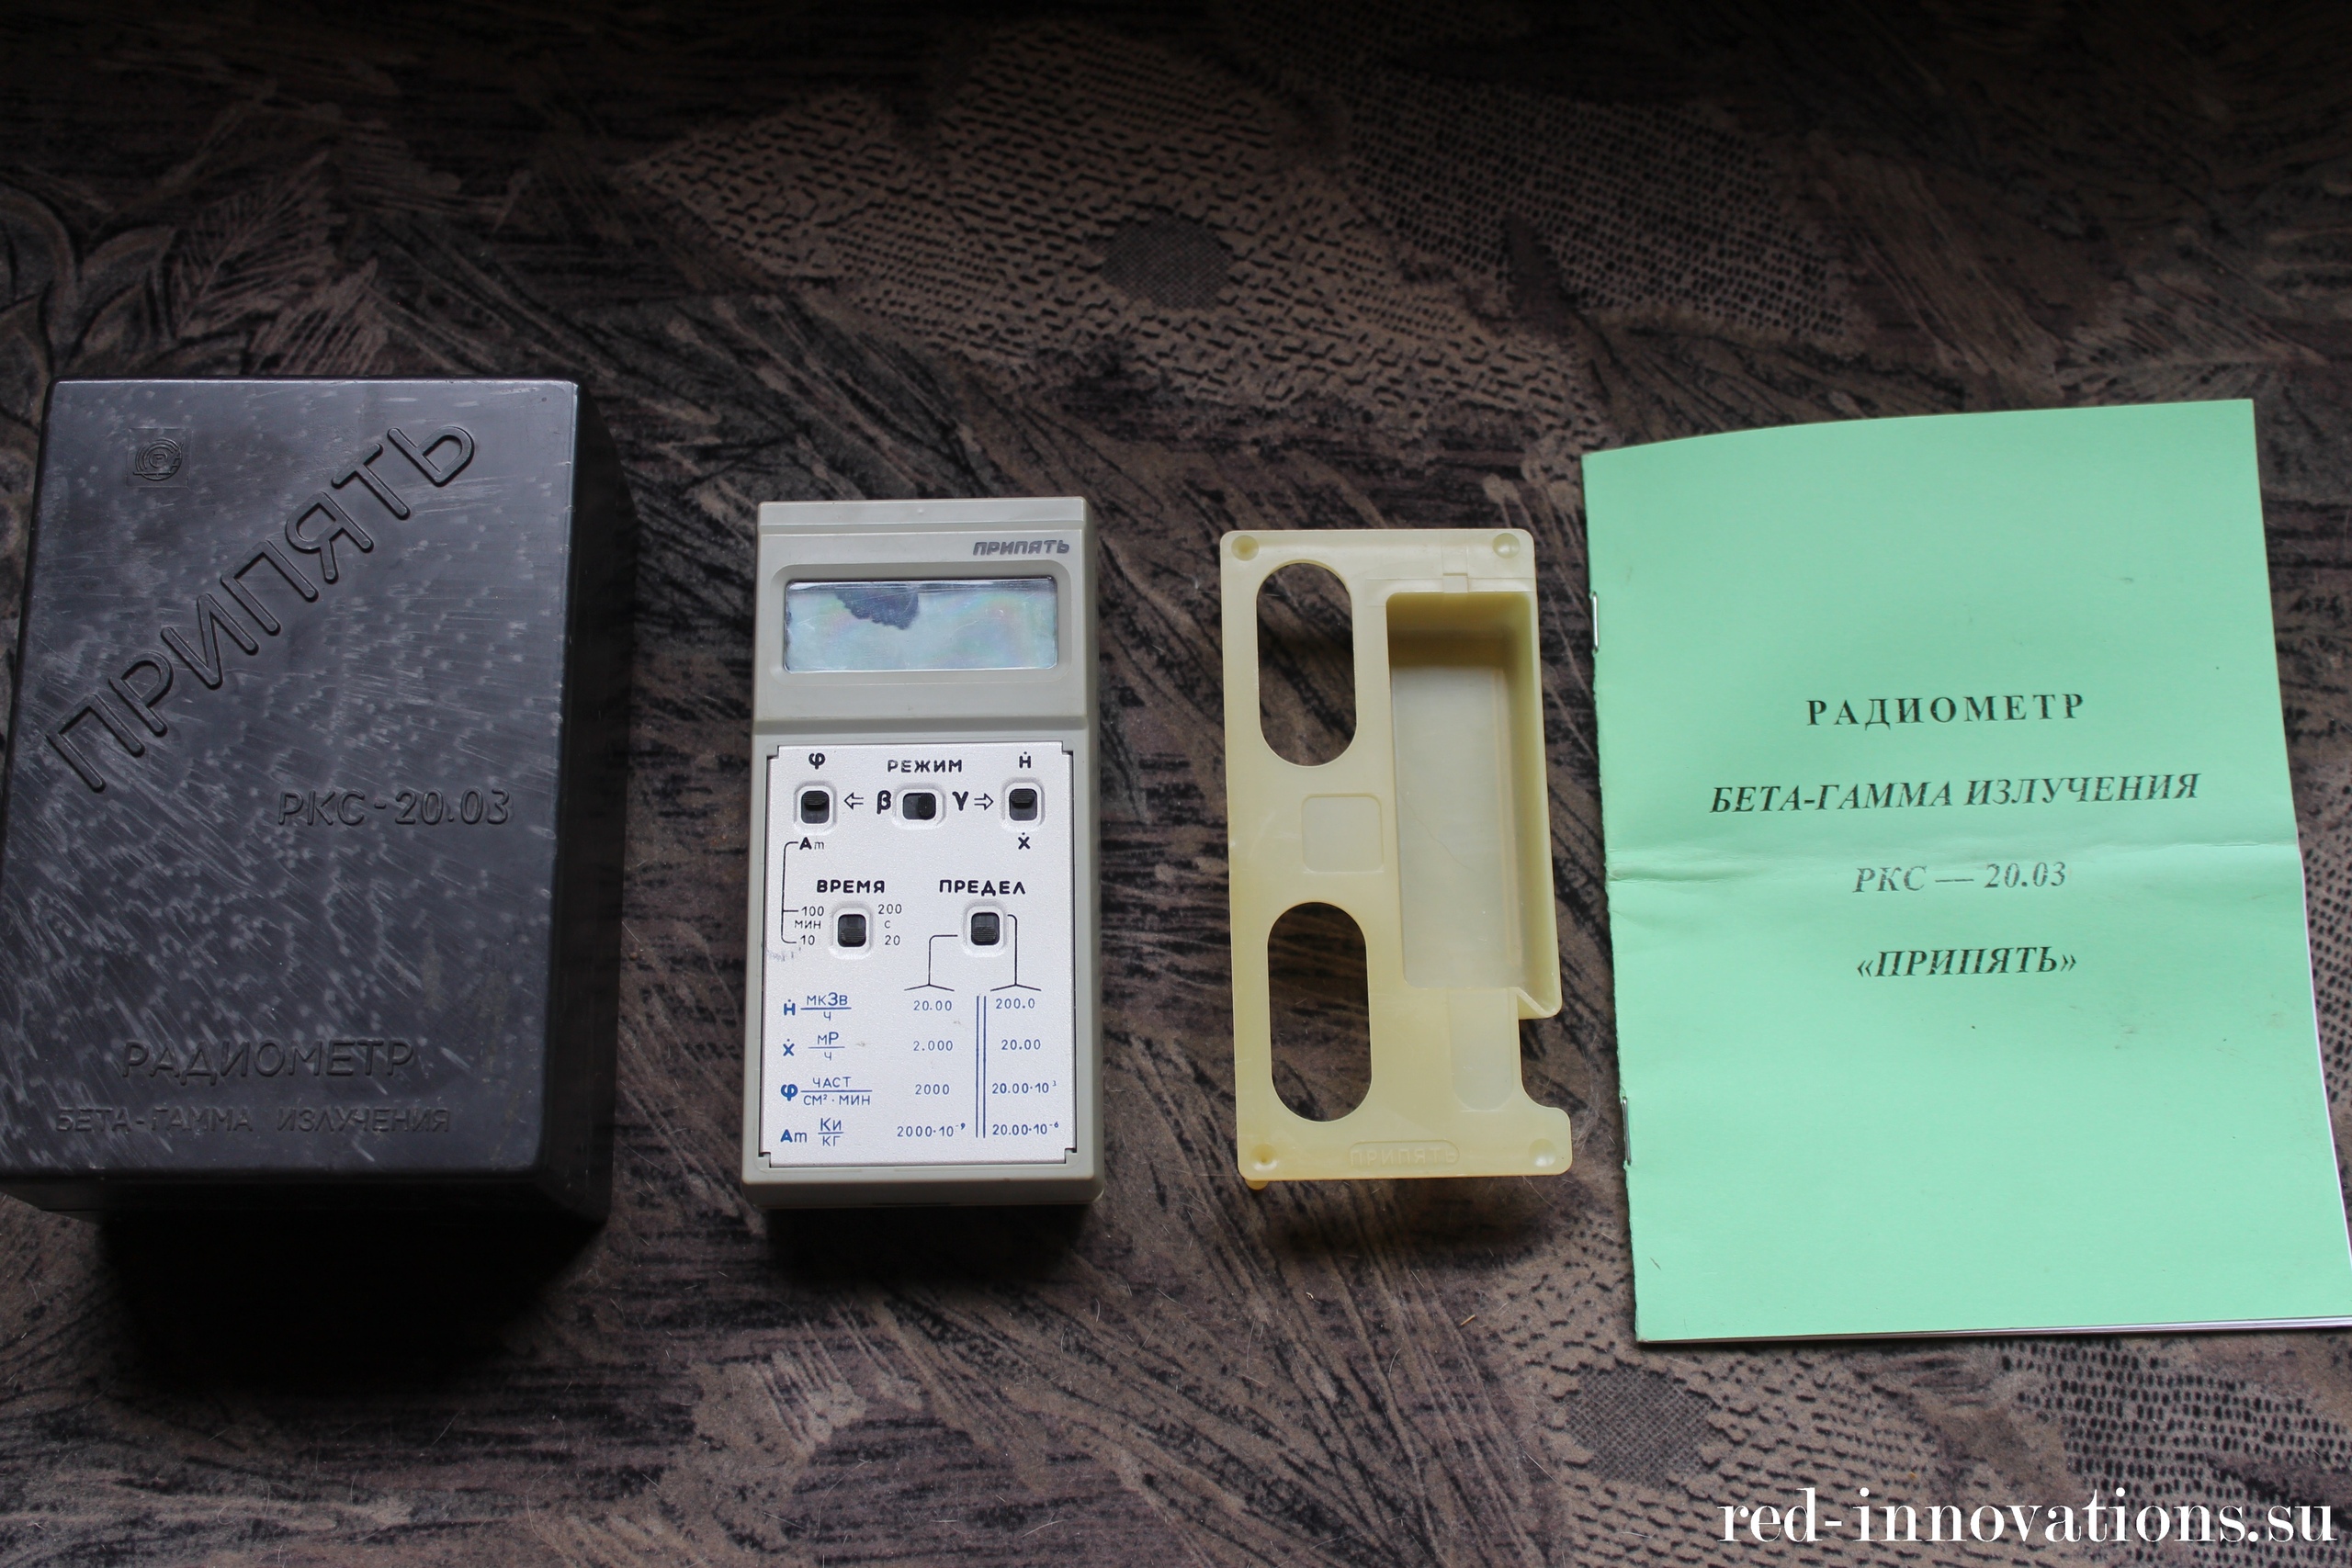 ПРИПЯТЬ
РКС-20.03
РАДИОМЕТР
БЕТА-ГАММА ИЗЛУЧЕНИЯ
ПРИПЯТЬ
φ РЕЖИМ Ḣ
⇐ β γ ⇒
Am Ẋ
ВРЕМЯ ПРЕДЕЛ
100 200
МИН с
10 20
Ḣ мкЗв/ч 20.00 200.0
Ẋ мР/ч 2.000 20.00
φ ЧАСТ/СМ²·МИН 2000 20.00·10³
Am Ки/КГ 2000·10⁻⁹ 20.00·10⁻⁶
ПРИПЯТЬ
РАДИОМЕТР
БЕТА-ГАММА ИЗЛУЧЕНИЯ
РКС — 20.03
«ПРИПЯТЬ»
red-innovations.su